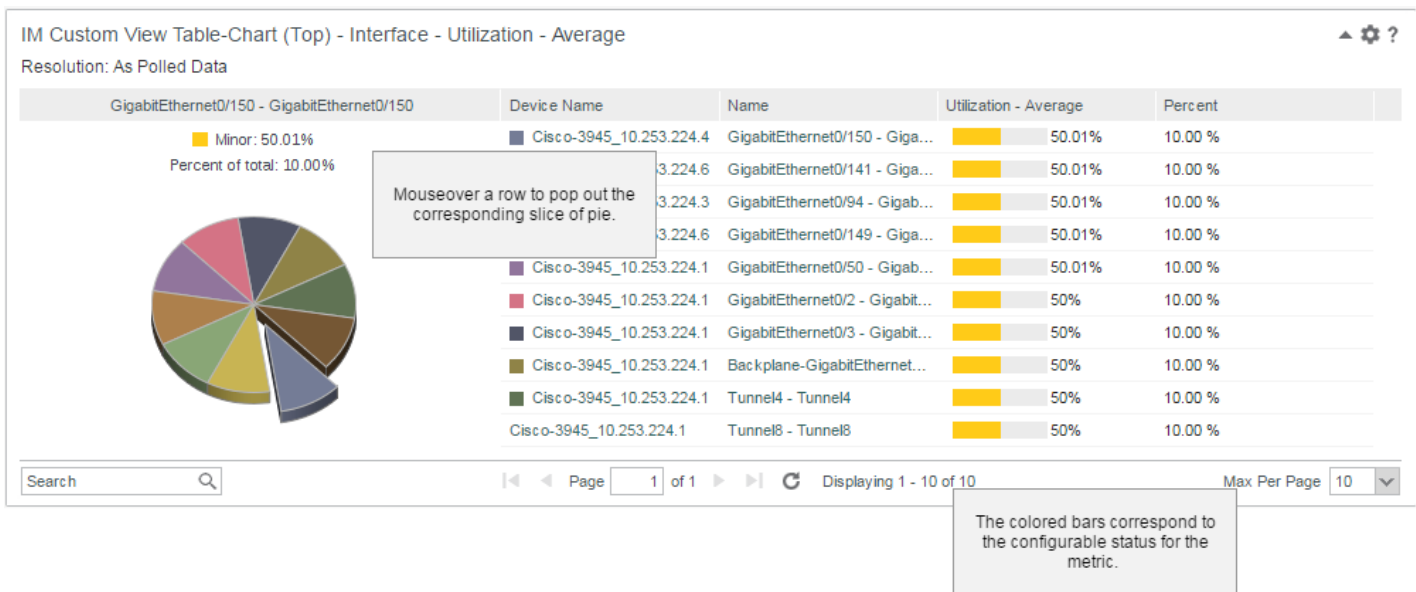 IM Custom View Table-Chart (Top) - Interface - Utilization - Average
?
Resolution: As Polled Data
GigabitEthernet0/150 - GigabitEthernet0/150
Minor: 50.01%
Percent of total: 10.00%
Device Name Name Utilization - Average Percent
Cisco-3945_10.253.224.4 GigabitEthernet0/150 - Giga... 50.01% 10.00 %
3.224.6 GigabitEthernet0/141 - Giga... 50.01% 10.00 %
3.224.3 GigabitEthernet0/94 - Gigab... 50.01% 10.00 %
3.224.6 GigabitEthernet0/149 - Giga... 50.01% 10.00 %
Cisco-3945_10.253.224.1 GigabitEthernet0/50 - Gigab... 50.01% 10.00 %
Cisco-3945_10.253.224.1 GigabitEthernet0/2 - Gigabit... 50% 10.00 %
Cisco-3945_10.253.224.1 GigabitEthernet0/3 - Gigabit... 50% 10.00 %
Cisco-3945_10.253.224.1 Backplane-GigabitEthernet... 50% 10.00 %
Cisco-3945_10.253.224.1 Tunnel4 - Tunnel4 50% 10.00 %
Cisco-3945_10.253.224.1 Tunnel8 - Tunnel8 50% 10.00 %
Mouseover a row to pop out the
corresponding slice of pie.
Search
Page 1 of 1 Displaying 1 - 10 of 10 Max Per Page 10
The colored bars correspond to
the configurable status for the
metric.